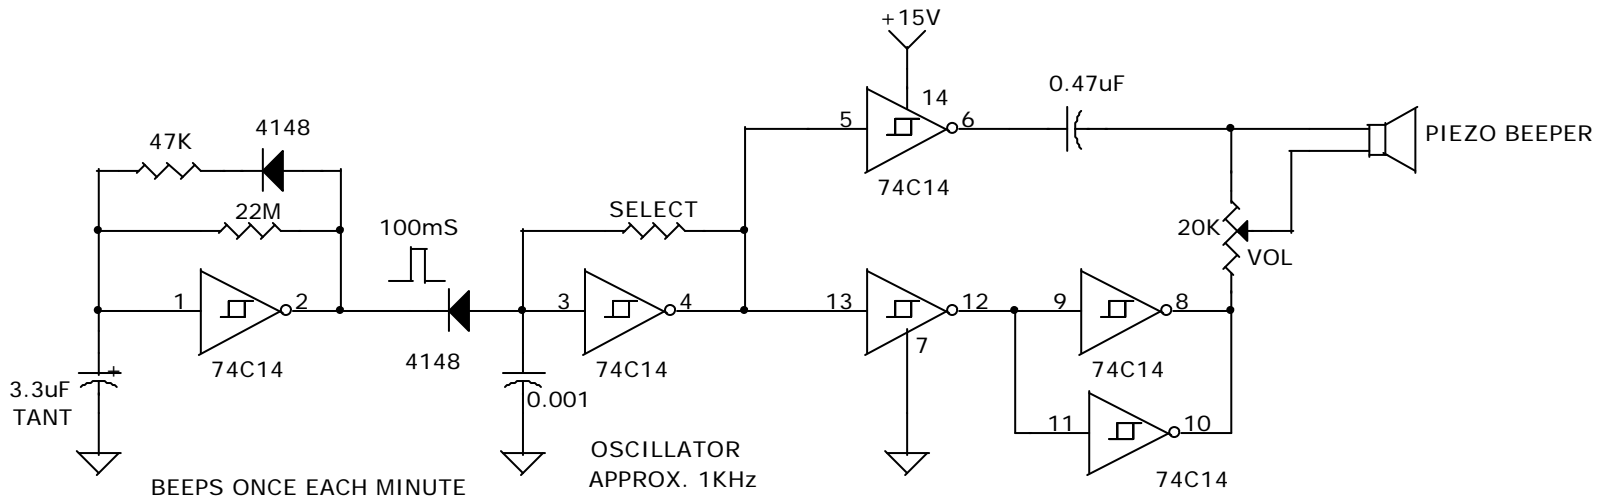 +15V
0.47uF
14
5
6
PIEZO BEEPER
74C14
47K
4148
22M
100mS
SELECT
20K
VOL
1
2
3
4
13
12
9
8
7
74C14
4148
74C14
74C14
3.3uF
TANT
+
0.001
11
10
74C14
OSCILLATOR
APPROX. 1KHz
BEEPS ONCE EACH MINUTE